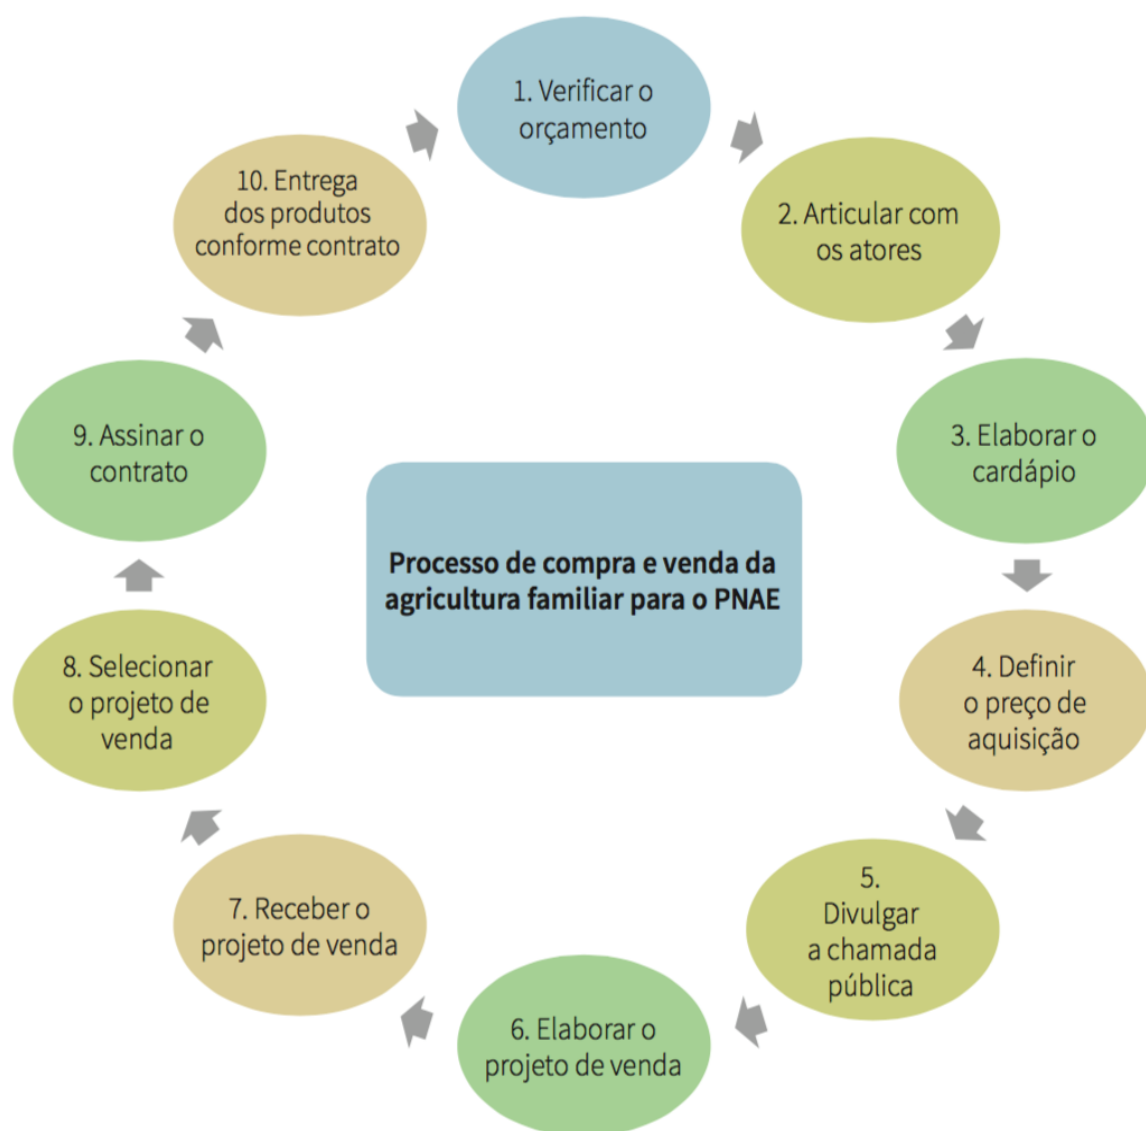 1. Verificar o
orçamento
2. Articular com
os atores
3. Elaborar o
cardápio
4. Definir
o preço de
aquisição
5.
Divulgar
a chamada
pública
6. Elaborar o
projeto de venda
7. Receber o
projeto de venda
8. Selecionar
o projeto de
venda
9. Assinar o
contrato
10. Entrega
dos produtos
conforme contrato
Processo de compra e venda da
agricultura familiar para o PNAE